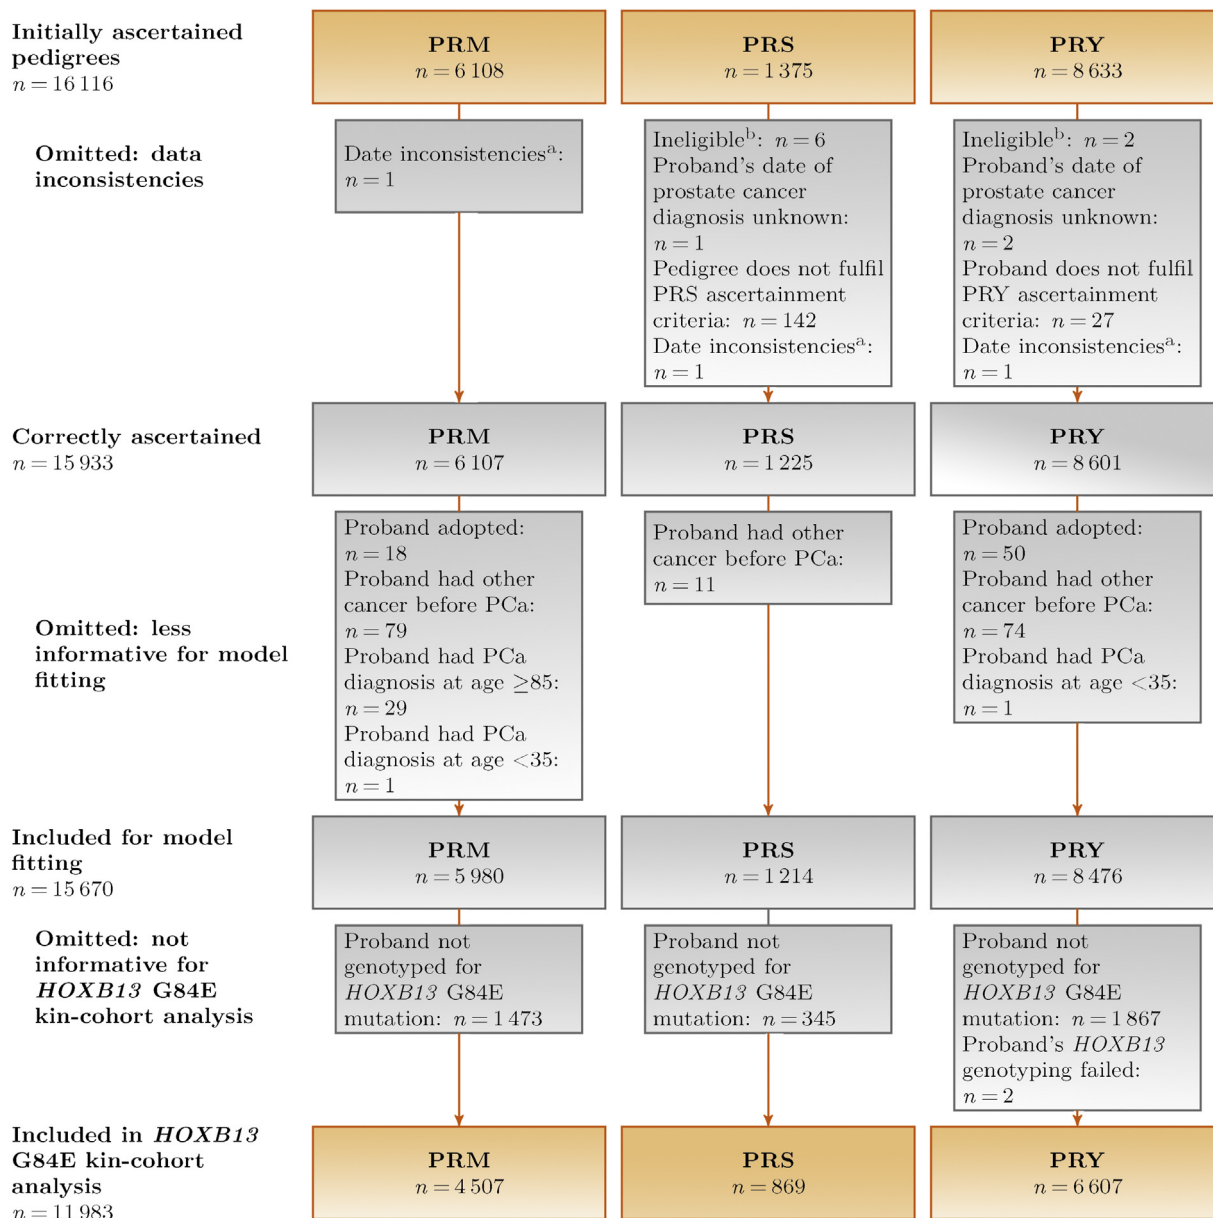 Initially ascertained
pedigrees
n = 16 116
PRM
n = 6 108
PRS
n = 1 375
PRY
n = 8 633
Omitted: data
inconsistencies
Date inconsistenciesᵃ:
n = 1
Ineligibleᵇ: n = 6
Proband's date of
prostate cancer
diagnosis unknown:
n = 1
Pedigree does not fulfil
PRS ascertainment
criteria: n = 142
Date inconsistenciesᵃ:
n = 1
Ineligibleᵇ: n = 2
Proband's date of
prostate cancer
diagnosis unknown:
n = 2
Proband does not fulfil
PRY ascertainment
criteria: n = 27
Date inconsistenciesᵃ:
n = 1
Correctly ascertained
n = 15 933
PRM
n = 6 107
PRS
n = 1 225
PRY
n = 8 601
Omitted: less
informative for model
fitting
Proband adopted:
n = 18
Proband had other
cancer before PCa:
n = 79
Proband had PCa
diagnosis at age ≥85:
n = 29
Proband had PCa
diagnosis at age <35:
n = 1
Proband had other
cancer before PCa:
n = 11
Proband adopted:
n = 50
Proband had other
cancer before PCa:
n = 74
Proband had PCa
diagnosis at age <35:
n = 1
Included for model
fitting
n = 15 670
PRM
n = 5 980
PRS
n = 1 214
PRY
n = 8 476
Omitted: not
informative for
HOXB13 G84E
kin-cohort analysis
Proband not
genotyped for
HOXB13 G84E
mutation: n = 1 473
Proband not
genotyped for
HOXB13 G84E
mutation: n = 345
Proband not
genotyped for
HOXB13 G84E
mutation: n = 1 867
Proband's HOXB13
genotyping failed:
n = 2
Included in HOXB13
G84E kin-cohort
analysis
n = 11 983
PRM
n = 4 507
PRS
n = 869
PRY
n = 6 607